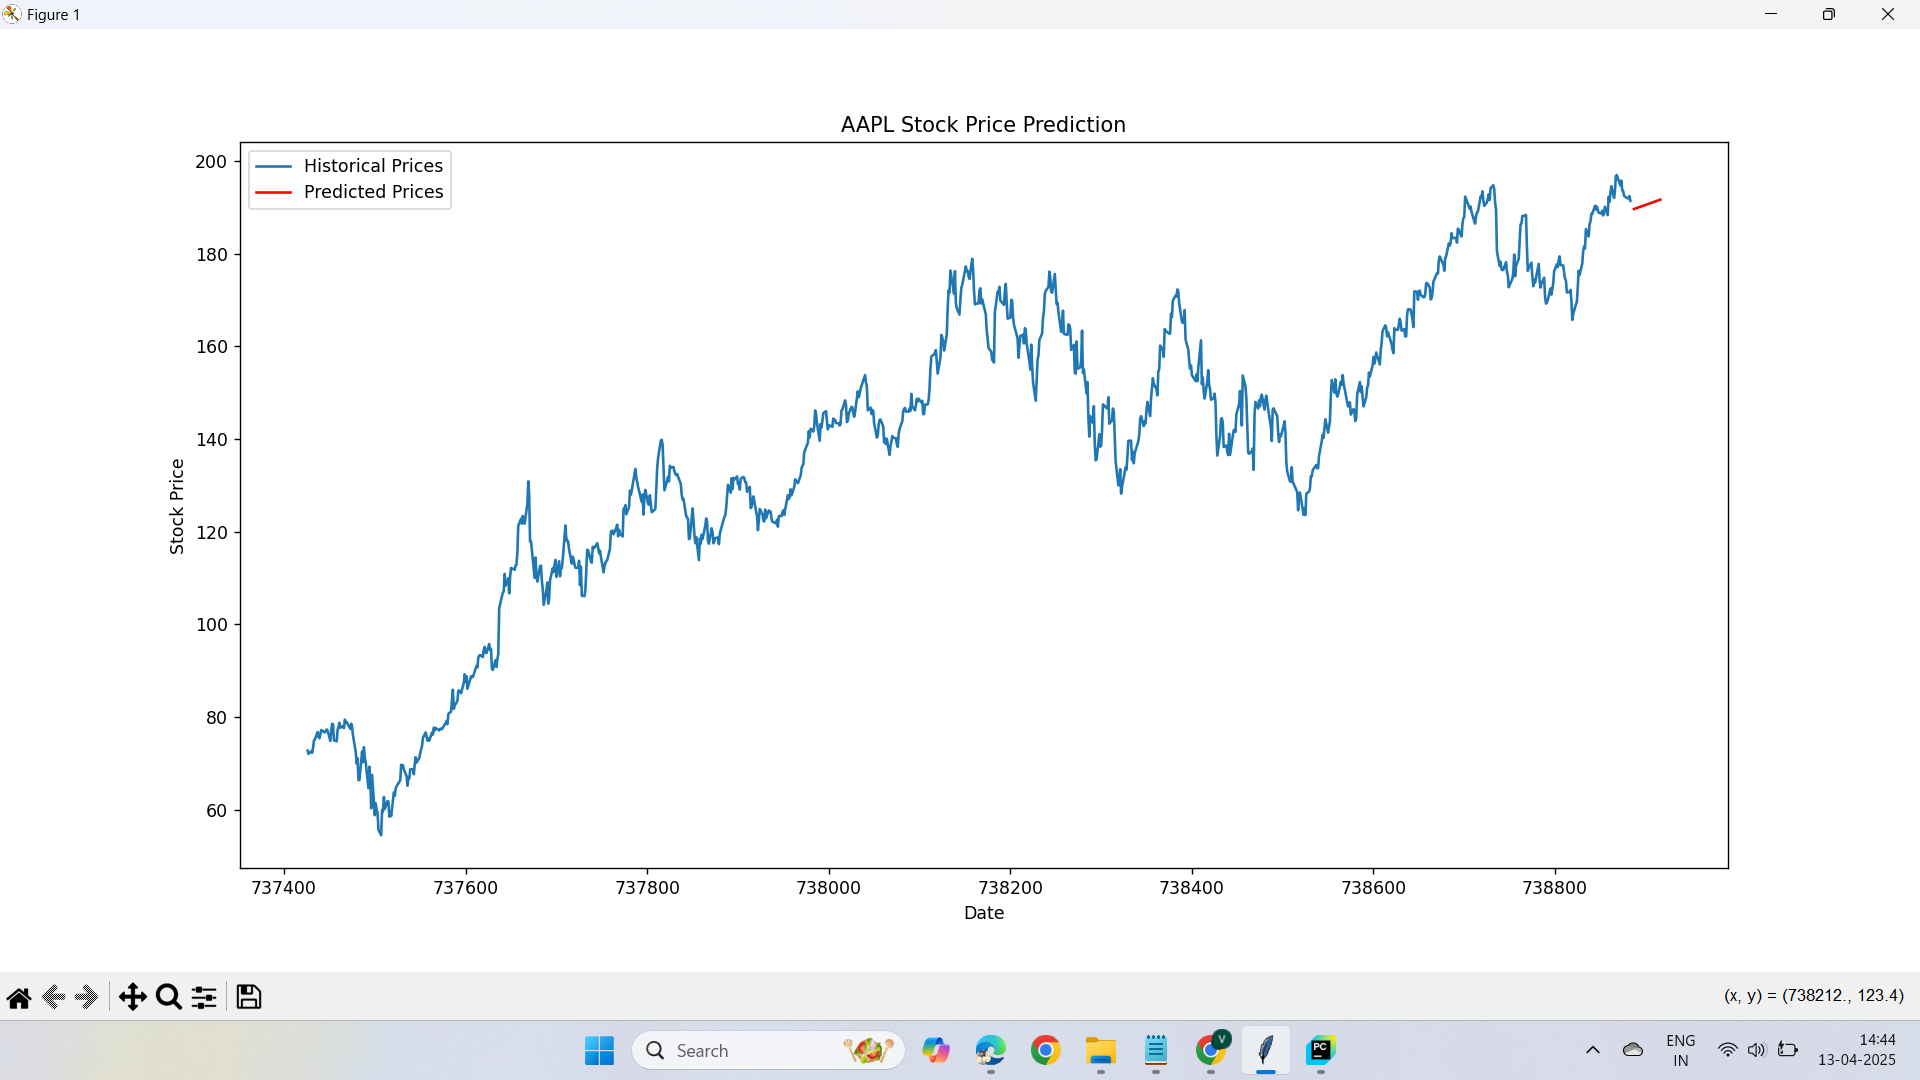 Figure 1
AAPL Stock Price Prediction
Historical Prices
Predicted Prices
200
180
160
140
120
100
80
60
Stock Price
737400 737600 737800 738000 738200 738400 738600 738800
Date
(x, y) = (738212., 123.4)
Search
V
PC
ENG
IN
14:44
13-04-2025